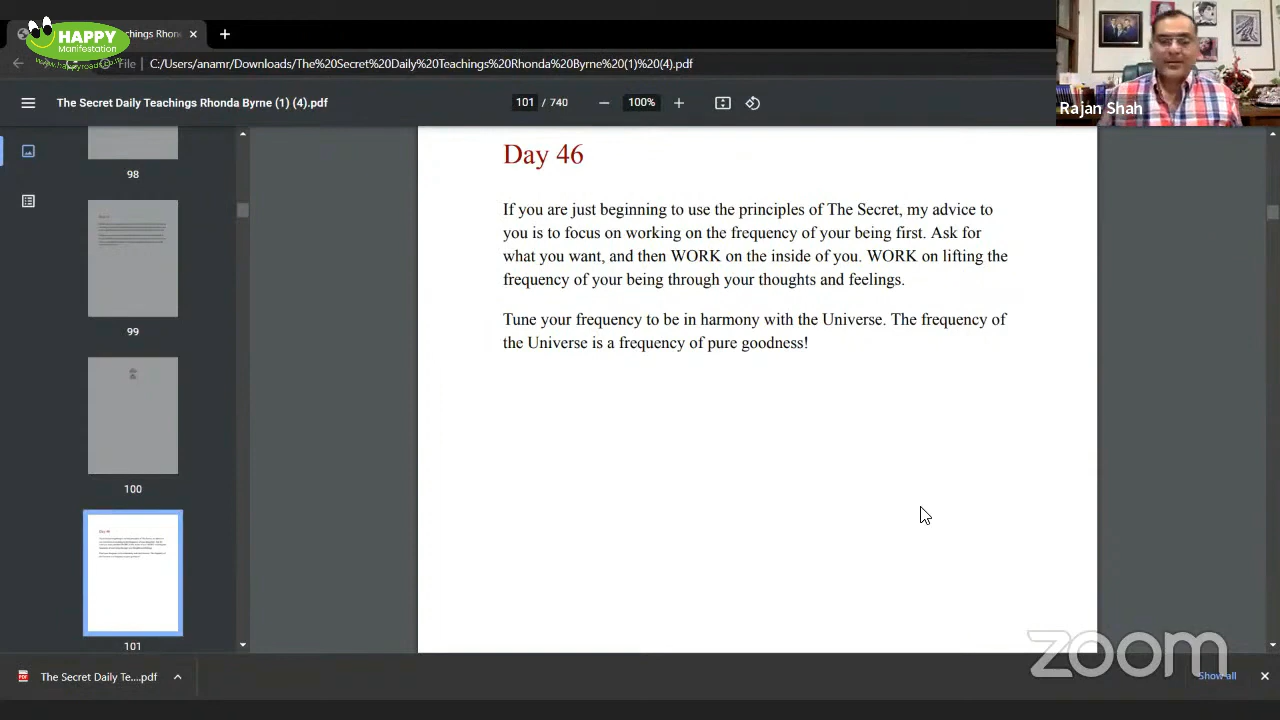 HAPPY
Manifestation
achings Rhon
File
C:/Users/anamr/Downloads/The%20Secret%20Daily%20Teachings%20Rhonda%20Byrne%20(1)%20(4).pdf
The Secret Daily Teachings Rhonda Byrne (1) (4).pdf
101 / 740
100%
Rajan Shah
98
99
100
Day 46
101
Day 46
If you are just beginning to use the principles of The Secret, my advice to
you is to focus on working on the frequency of your being first. Ask for
what you want, and then WORK on the inside of you. WORK on lifting the
frequency of your being through your thoughts and feelings.
Tune your frequency to be in harmony with the Universe. The frequency of
the Universe is a frequency of pure goodness!
zoom
The Secret Daily Te....pdf
Show all